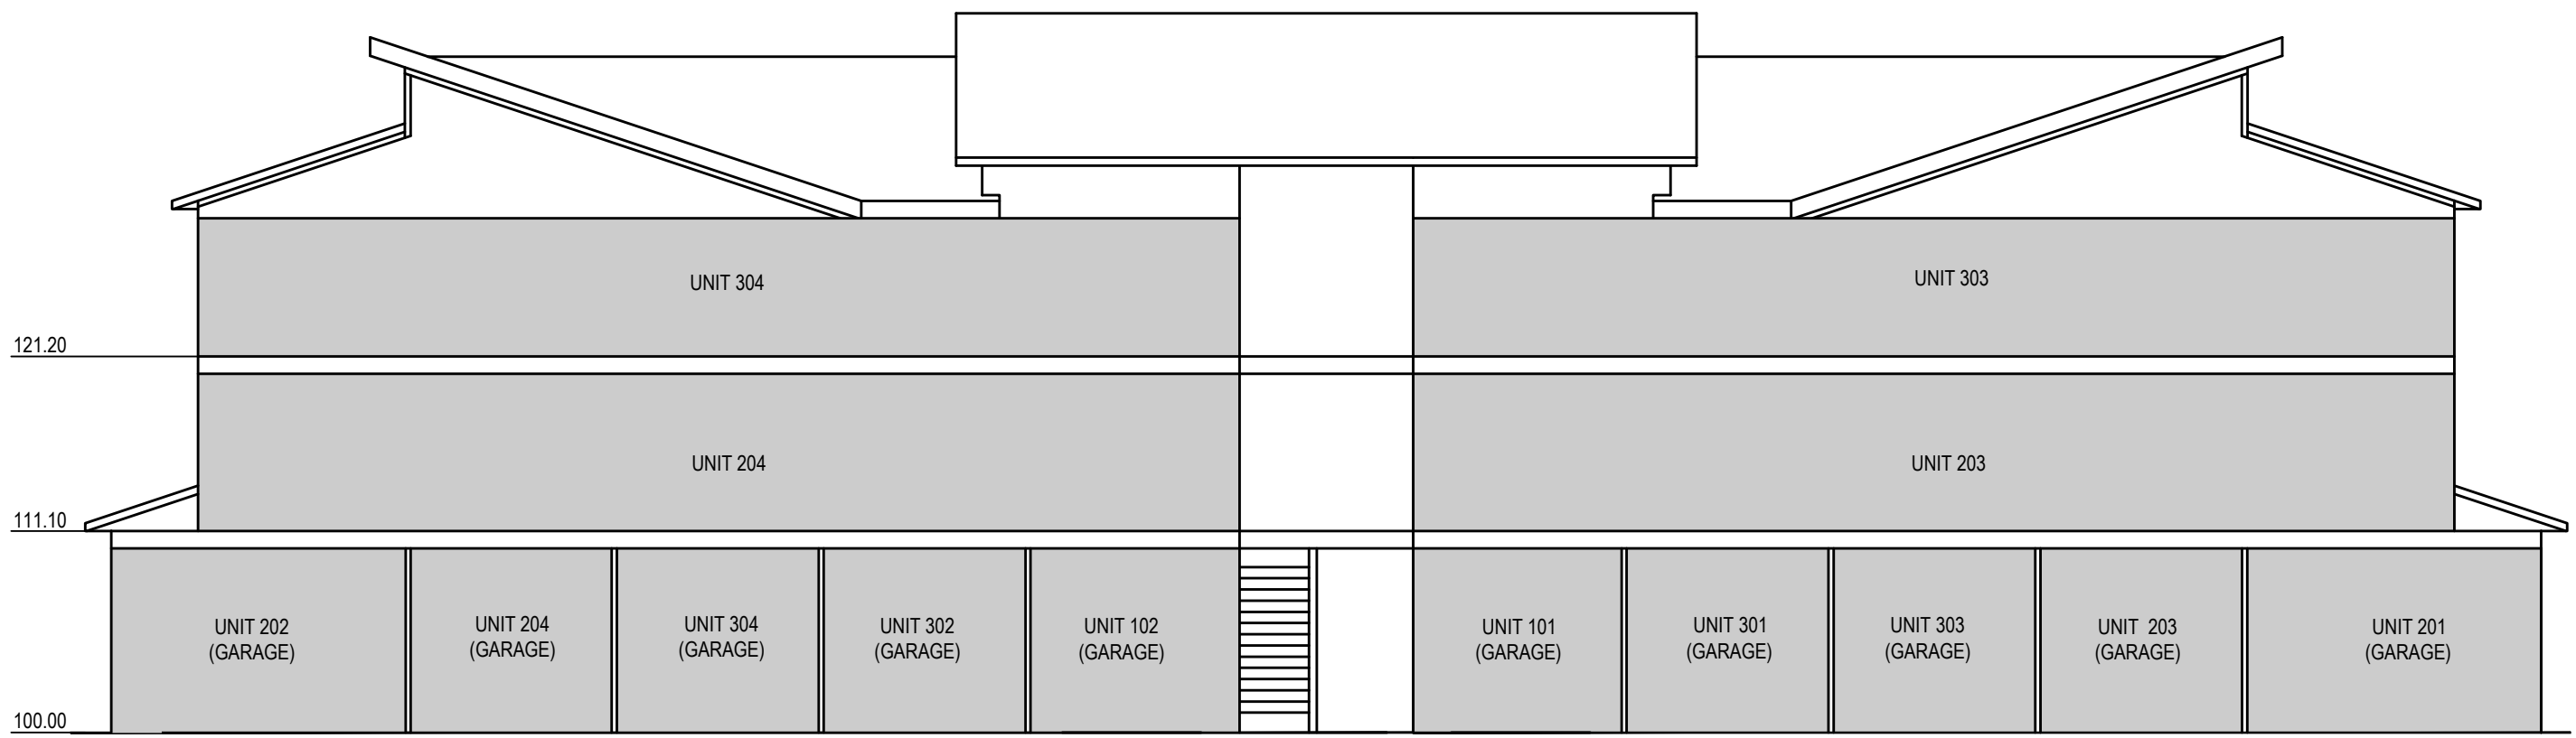 UNIT 304
UNIT 303
121.20
UNIT 204
UNIT 203
111.10
UNIT 202
(GARAGE)
UNIT 204
(GARAGE)
UNIT 304
(GARAGE)
UNIT 302
(GARAGE)
UNIT 102
(GARAGE)
UNIT 101
(GARAGE)
UNIT 301
(GARAGE)
UNIT 303
(GARAGE)
UNIT 203
(GARAGE)
UNIT 201
(GARAGE)
100.00